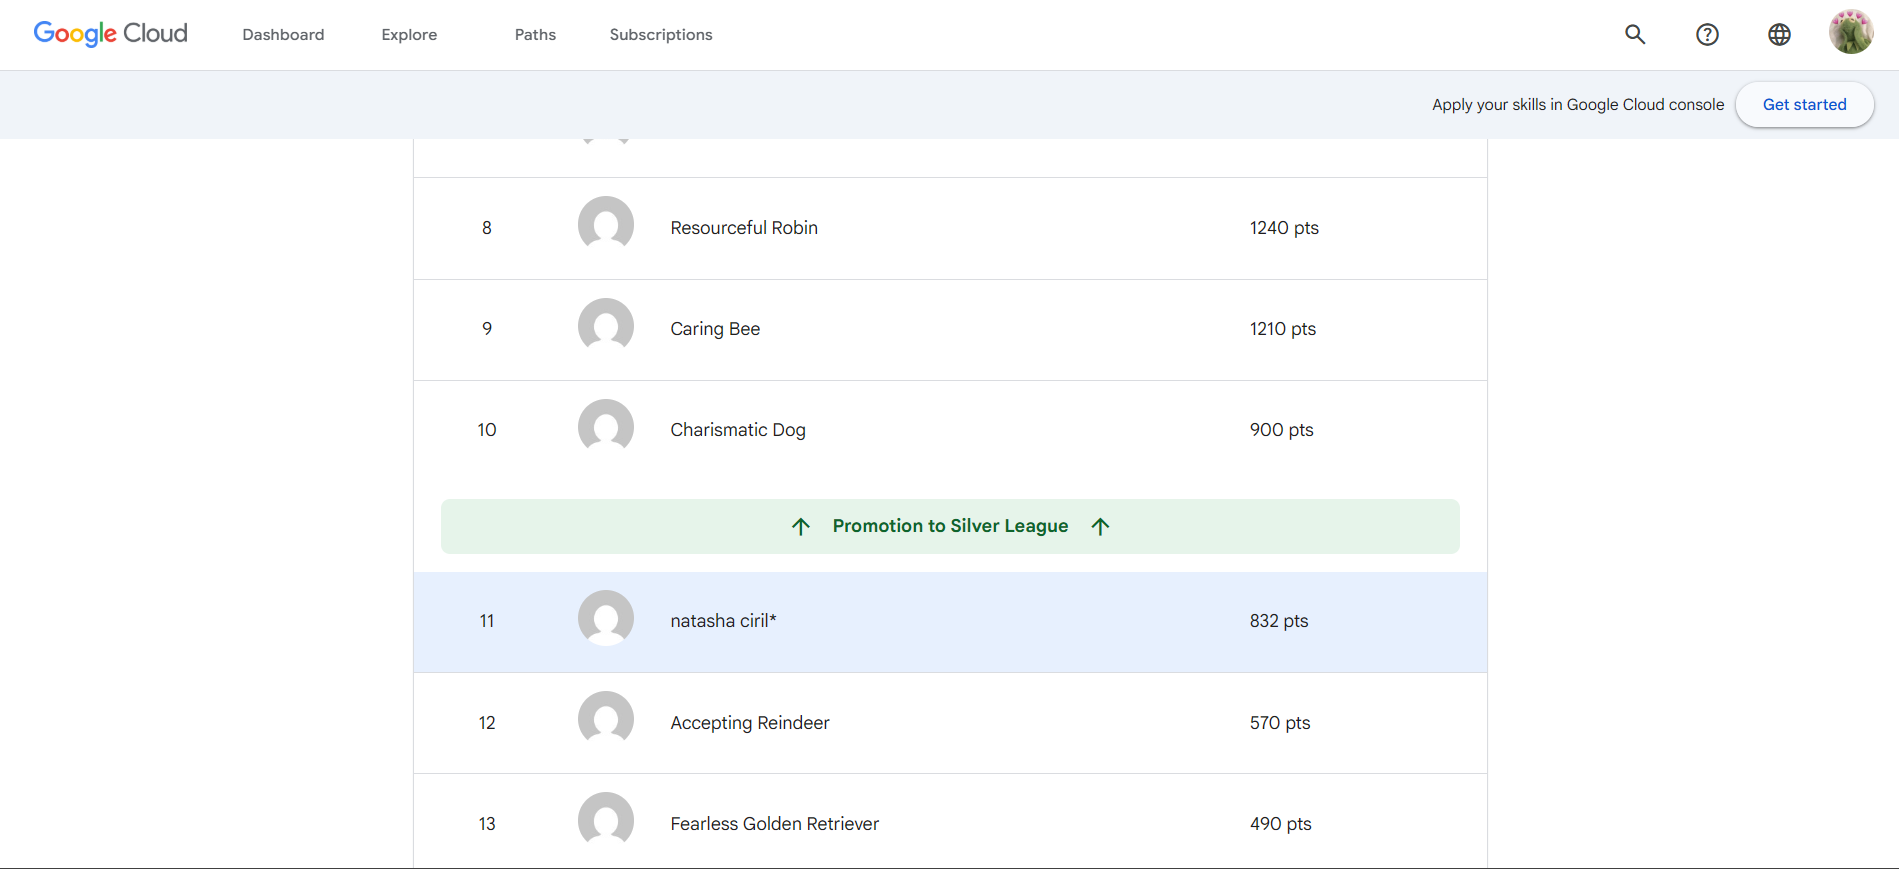 Google Cloud Dashboard Explore Paths Subscriptions
Apply your skills in Google Cloud console Get started
8 Resourceful Robin 1240 pts
9 Caring Bee 1210 pts
10 Charismatic Dog 900 pts
↑ Promotion to Silver League ↑
11 natasha ciril* 832 pts
12 Accepting Reindeer 570 pts
13 Fearless Golden Retriever 490 pts